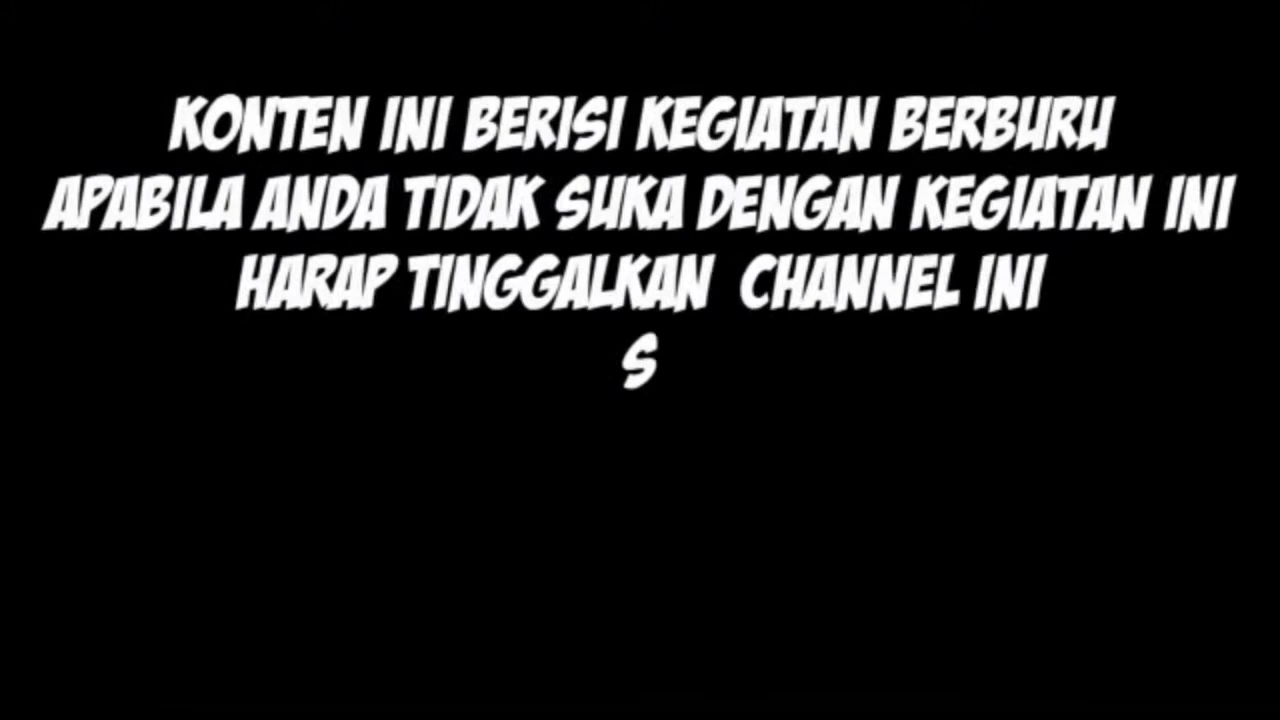 KONTEN INI BERISI KEGIATAN BERBURU
APABILA ANDA TIDAK SUKA DENGAN KEGIATAN INI
HARAP TINGGALKAN CHANNEL INI
S